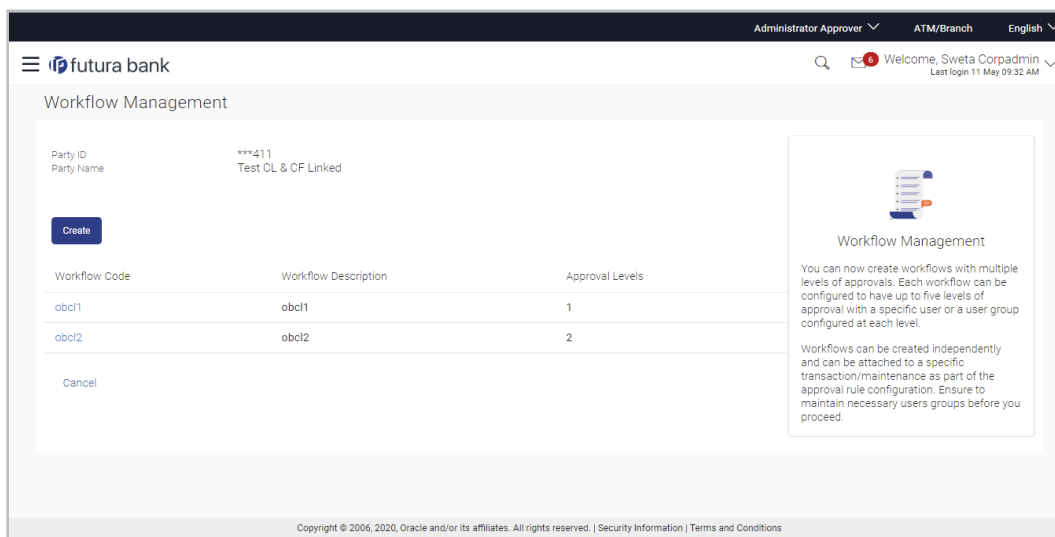 Administrator Approver ATM/Branch English
futura bank
6 Welcome, Sweta Corpadmin
Last login 11 May 09:32 AM
Workflow Management
Party ID ***411
Party Name Test CL & CF Linked
Create
Workflow Code Workflow Description Approval Levels
obcl1 obcl1 1
obcl2 obcl2 2
Cancel
Workflow Management
You can now create workflows with multiple
levels of approvals. Each workflow can be
configured to have up to five levels of
approval with a specific user or a user group
configured at each level.
Workflows can be created independently
and can be attached to a specific
transaction/maintenance as part of the
approval rule configuration. Ensure to
maintain necessary users groups before you
proceed.
Copyright © 2006, 2020, Oracle and/or its affiliates. All rights reserved. | Security Information | Terms and Conditions